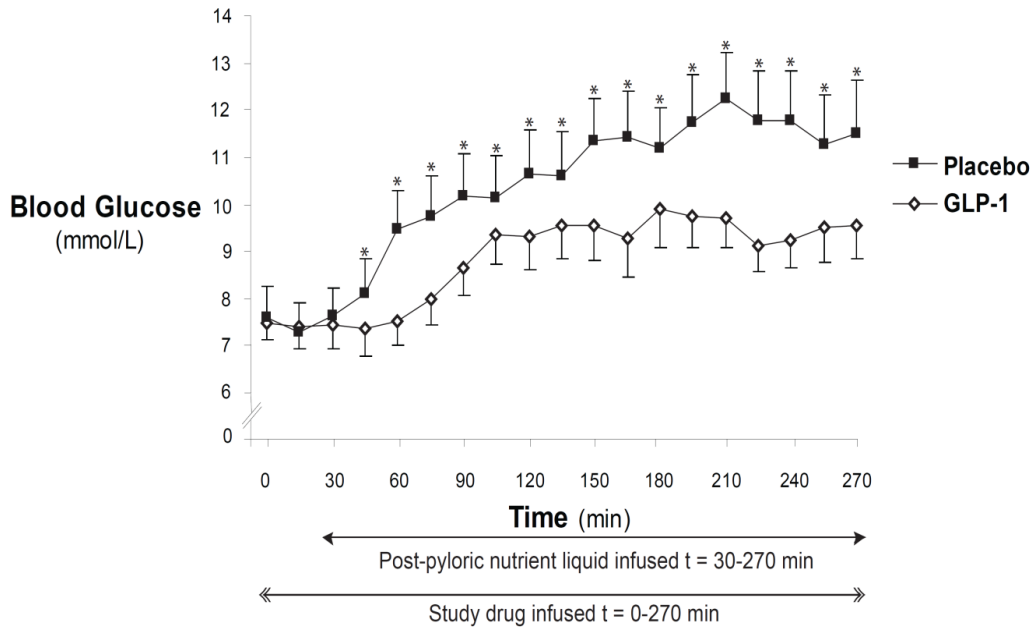 14
13
12
11
10
9
8
7
6
0
Blood Glucose
(mmol/L)
* * * * * * * * * * * * * * * *
Placebo
GLP-1
0 30 60 90 120 150 180 210 240 270
Time (min)
Post-pyloric nutrient liquid infused t = 30-270 min
Study drug infused t = 0-270 min